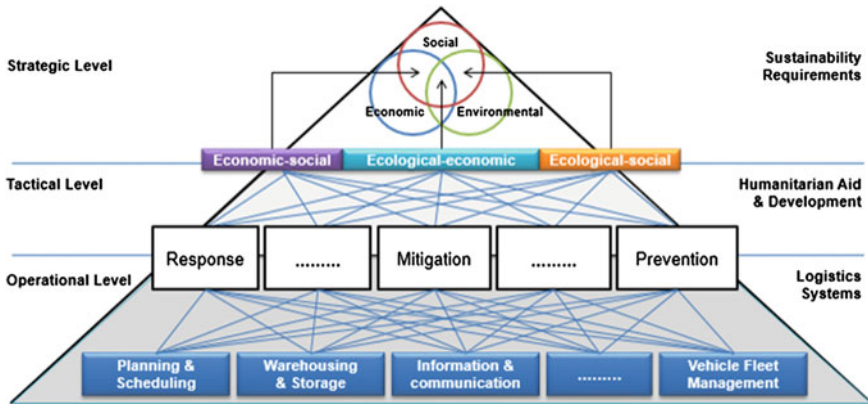 Social
Strategic Level
Sustainability
Requirements
Economic
Environmental
Economic-social
Ecological-economic
Ecological-social
Tactical Level
Humanitarian Aid
& Development
Response
.........
Mitigation
.........
Prevention
Operational Level
Logistics
Systems
Planning &
Scheduling
Warehousing
& Storage
Information &
communication
.........
Vehicle Fleet
Management